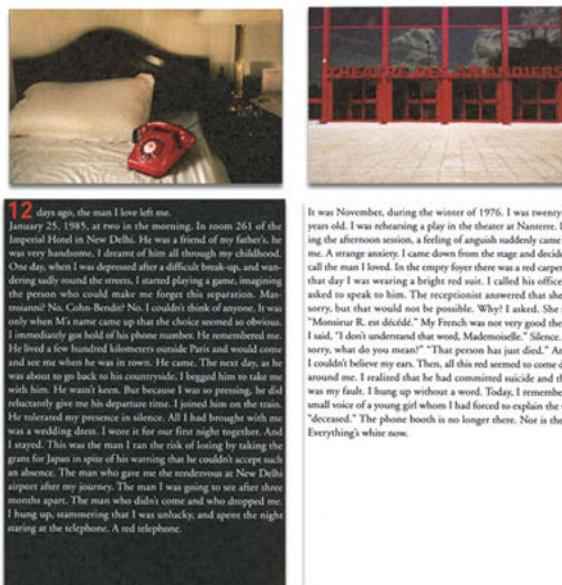 THEATRE DES AMANDIERS
12 days ago, the man I love left me.
January 25, 1985, at two in the morning. In room 261 of the
Imperial Hotel in New Delhi. He was a friend of my father's, he
was very handsome, I dreamt of him all through my childhood.
One day, when I was depressed after a difficult break-up, and wan-
dering sadly round the streets, I started playing a game, imagining
the person who could make me forget this separation. Mas-
troianni? No. Cohn-Bendit? No. I couldn't think of anyone. It was
only when M's name came up that the choice seemed so obvious.
I immediately got hold of his phone number. He remembered me.
He lived a few hundred kilometers outside Paris and would come
and see me when he was in town. He came. The next day, as he
was about to go back to his countryside, I begged him to take me
with him. He wasn't keen. But because I was so pressing, he did
reluctantly give me his departure time. I joined him on the train.
He tolerated my presence in silence. All I had brought with me
was a wedding dress. I wore it for our first night together. And
I stayed. This was the man I ran the risk of losing by taking the
grant for Japan in spite of his warning that he couldn't accept such
an absence. The man who gave me the rendezvous at New Delhi
airport after my journey. The man I was going to see after three
months apart. The man who didn't come and who dropped me.
I hung up, stammering that I was unlucky, and spent the night
staring at the telephone. A red telephone.
It was November, during the winter of 1976. I was twenty
years old. I was rehearsing a play in the theater at Nanterre.
ing the afternoon session, a feeling of anguish suddenly came
me. A strange anxiety. I came down from the stage and decide
call the man I loved. In the empty foyer there was a red carpe
that day I was wearing a bright red suit. I called his office
asked to speak to him. The receptionist answered that she
sorry, but that would not be possible. Why? I asked. She
"Monsieur R. est décédé." My French was not very good the
I said, "I don't understand that word, Mademoiselle." Silence.
sorry, what do you mean?" "That person has just died." An
I couldn't believe my ears. Then, all this red seemed to come d
around me. I realized that he had committed suicide and th
was my fault. I hung up without a word. Today, I remembe
small voice of a young girl whom I had forced to explain the
"deceased." The phone booth is no longer there. Nor is the
Everything's white now.